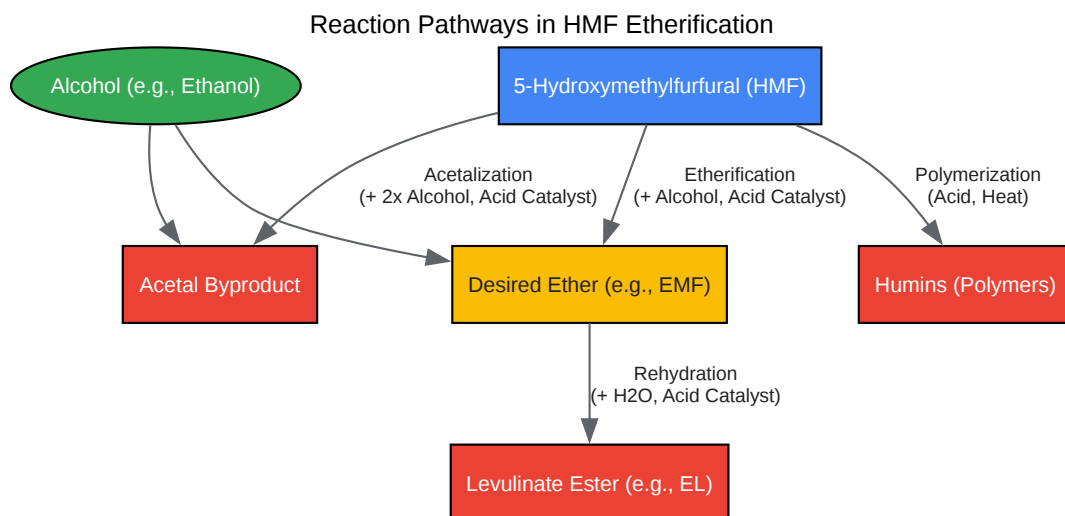 Reaction Pathways in HMF Etherification
Alcohol (e.g., Ethanol)
5-Hydroxymethylfurfural (HMF)
Acetalization
(+ 2x Alcohol, Acid Catalyst)
Etherification
(+ Alcohol, Acid Catalyst)
Polymerization
(Acid, Heat)
Acetal Byproduct
Desired Ether (e.g., EMF)
Humins (Polymers)
Rehydration
(+ H2O, Acid Catalyst)
Levulinate Ester (e.g., EL)